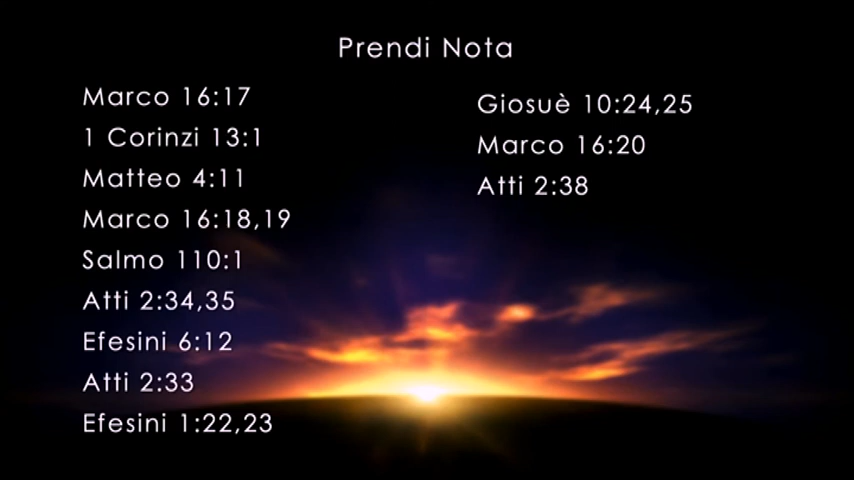 Prendi Nota
Marco 16:17
1 Corinzi 13:1
Matteo 4:11
Marco 16:18,19
Salmo 110:1
Atti 2:34,35
Efesini 6:12
Atti 2:33
Efesini 1:22,23
Giosuè 10:24,25
Marco 16:20
Atti 2:38